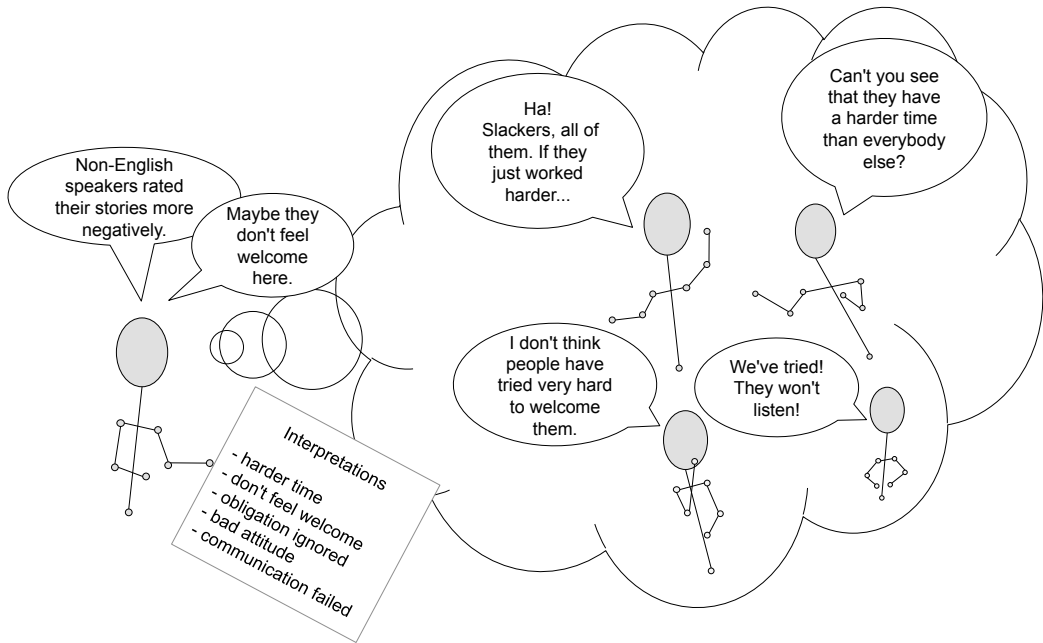 Non-English
speakers rated
their stories more
negatively.
Maybe they
don't feel
welcome
here.
Interpretations
- harder time
- don't feel welcome
- obligation ignored
- bad attitude
- communication failed
Ha!
Slackers, all of
them. If they
just worked
harder...
Can't you see
that they have
a harder time
than everybody
else?
I don't think
people have
tried very hard
to welcome
them.
We've tried!
They won't
listen!